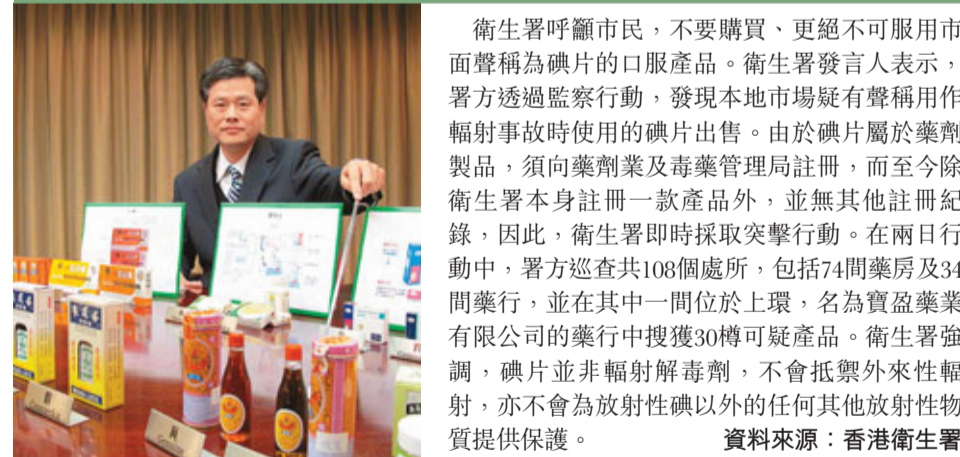 衛生署呼籲市民，不要購買、更絕不可服用市
面聲稱為碘片的口服產品。衛生署發言人表示，
署方透過監察行動，發現本地市場疑有聲稱用作
輻射事故時使用的碘片出售。由於碘片屬於藥劑
製品，須向藥劑業及毒藥管理局註冊，而至今除
衛生署本身註冊一款產品外，並無其他註冊紀
錄，因此，衛生署即時採取突擊行動。在兩日行
動中，署方巡查共108個處所，包括74間藥房及34
間藥行，並在其中一間位於上環，名為寶盈藥業
有限公司的藥行中搜獲30樽可疑產品。衛生署強
調，碘片並非輻射解毒劑，不會抵禦外來性輻
射，亦不會為放射性碘以外的任何其他放射性物
質提供保護。
資料來源：香港衛生署